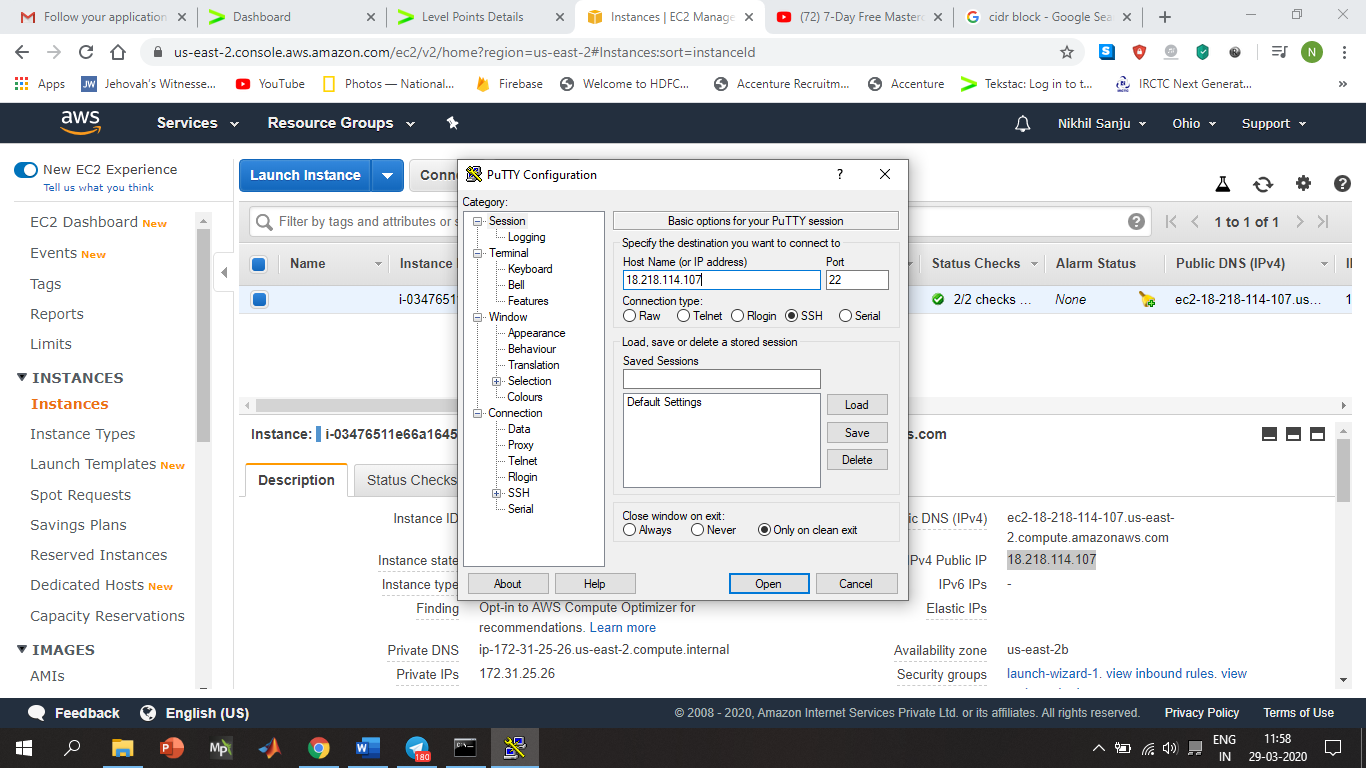 Follow your application
Dashboard
Level Points Details
Instances | EC2 Manage
(72) 7-Day Free Master
cidr block - Google Sea
us-east-2.console.aws.amazon.com/ec2/v2/home?region=us-east-2#Instances:sort=instanceId
N
Apps
JW
Jehovah's Witnesse...
YouTube
Photos — National...
Firebase
Welcome to HDFC...
Accenture Recruitm...
Accenture
Tekstac: Log in to t...
IRCTC Next Generat...
aws
Services
Resource Groups
Nikhil Sanju
Ohio
Support
New EC2 Experience
Tell us what you think
EC2 Dashboard New
Events New
Tags
Reports
Limits
INSTANCES
Instances
Instance Types
Launch Templates New
Spot Requests
Savings Plans
Reserved Instances
Dedicated Hosts New
Capacity Reservations
IMAGES
AMIs
Launch Instance
Conne
Filter by tags and attributes or s
1 to 1 of 1
Name
Instance I
Status Checks
Alarm Status
Public DNS (IPv4)
i-0347651
2/2 checks ...
None
ec2-18-218-114-107.us...
PuTTY Configuration
?
Category:
Session
Logging
Terminal
Keyboard
Bell
Features
Window
Appearance
Behaviour
Translation
Selection
Colours
Connection
Data
Proxy
Telnet
Rlogin
SSH
Serial
Basic options for your PuTTY session
Specify the destination you want to connect to
Host Name (or IP address)
Port
18.218.114.107
22
Connection type:
Raw
Telnet
Rlogin
SSH
Serial
Load, save or delete a stored session
Saved Sessions
Default Settings
Load
Save
Delete
Close window on exit:
Always
Never
Only on clean exit
About
Help
Open
Cancel
Instance: i-03476511e66a1645
s.com
Description
Status Checks
Instance ID
Instance state
Instance type
Finding
Opt-in to AWS Compute Optimizer for
recommendations. Learn more
Private DNS
ip-172-31-25-26.us-east-2.compute.internal
Private IPs
172.31.25.26
ic DNS (IPv4)
ec2-18-218-114-107.us-east-
2.compute.amazonaws.com
IPv4 Public IP
18.218.114.107
IPv6 IPs
-
Elastic IPs
Availability zone
us-east-2b
Security groups
launch-wizard-1. view inbound rules. view
Feedback
English (US)
© 2008 - 2020, Amazon Internet Services Private Ltd. or its affiliates. All rights reserved.
Privacy Policy
Terms of Use
180
ENG
IN
11:58
29-03-2020